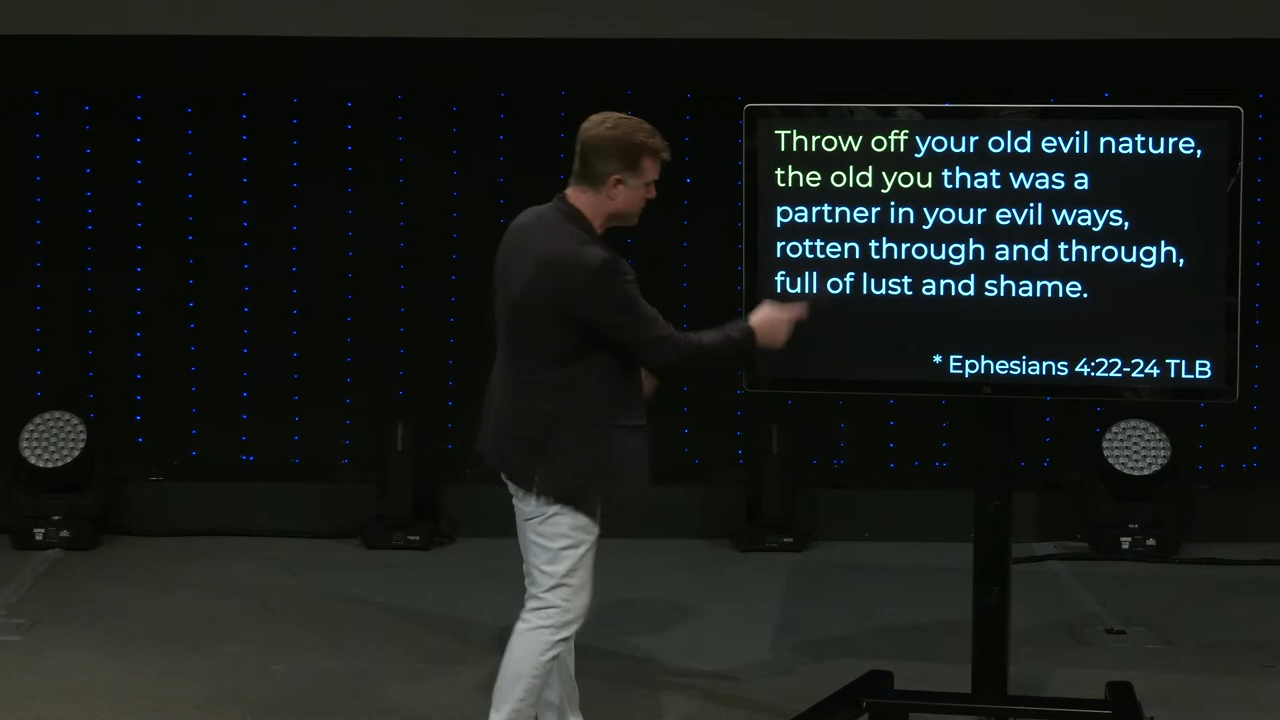 Throw off your old evil nature,
the old you that was a
partner in your evil ways,
rotten through and through,
full of lust and shame.
* Ephesians 4:22-24 TLB